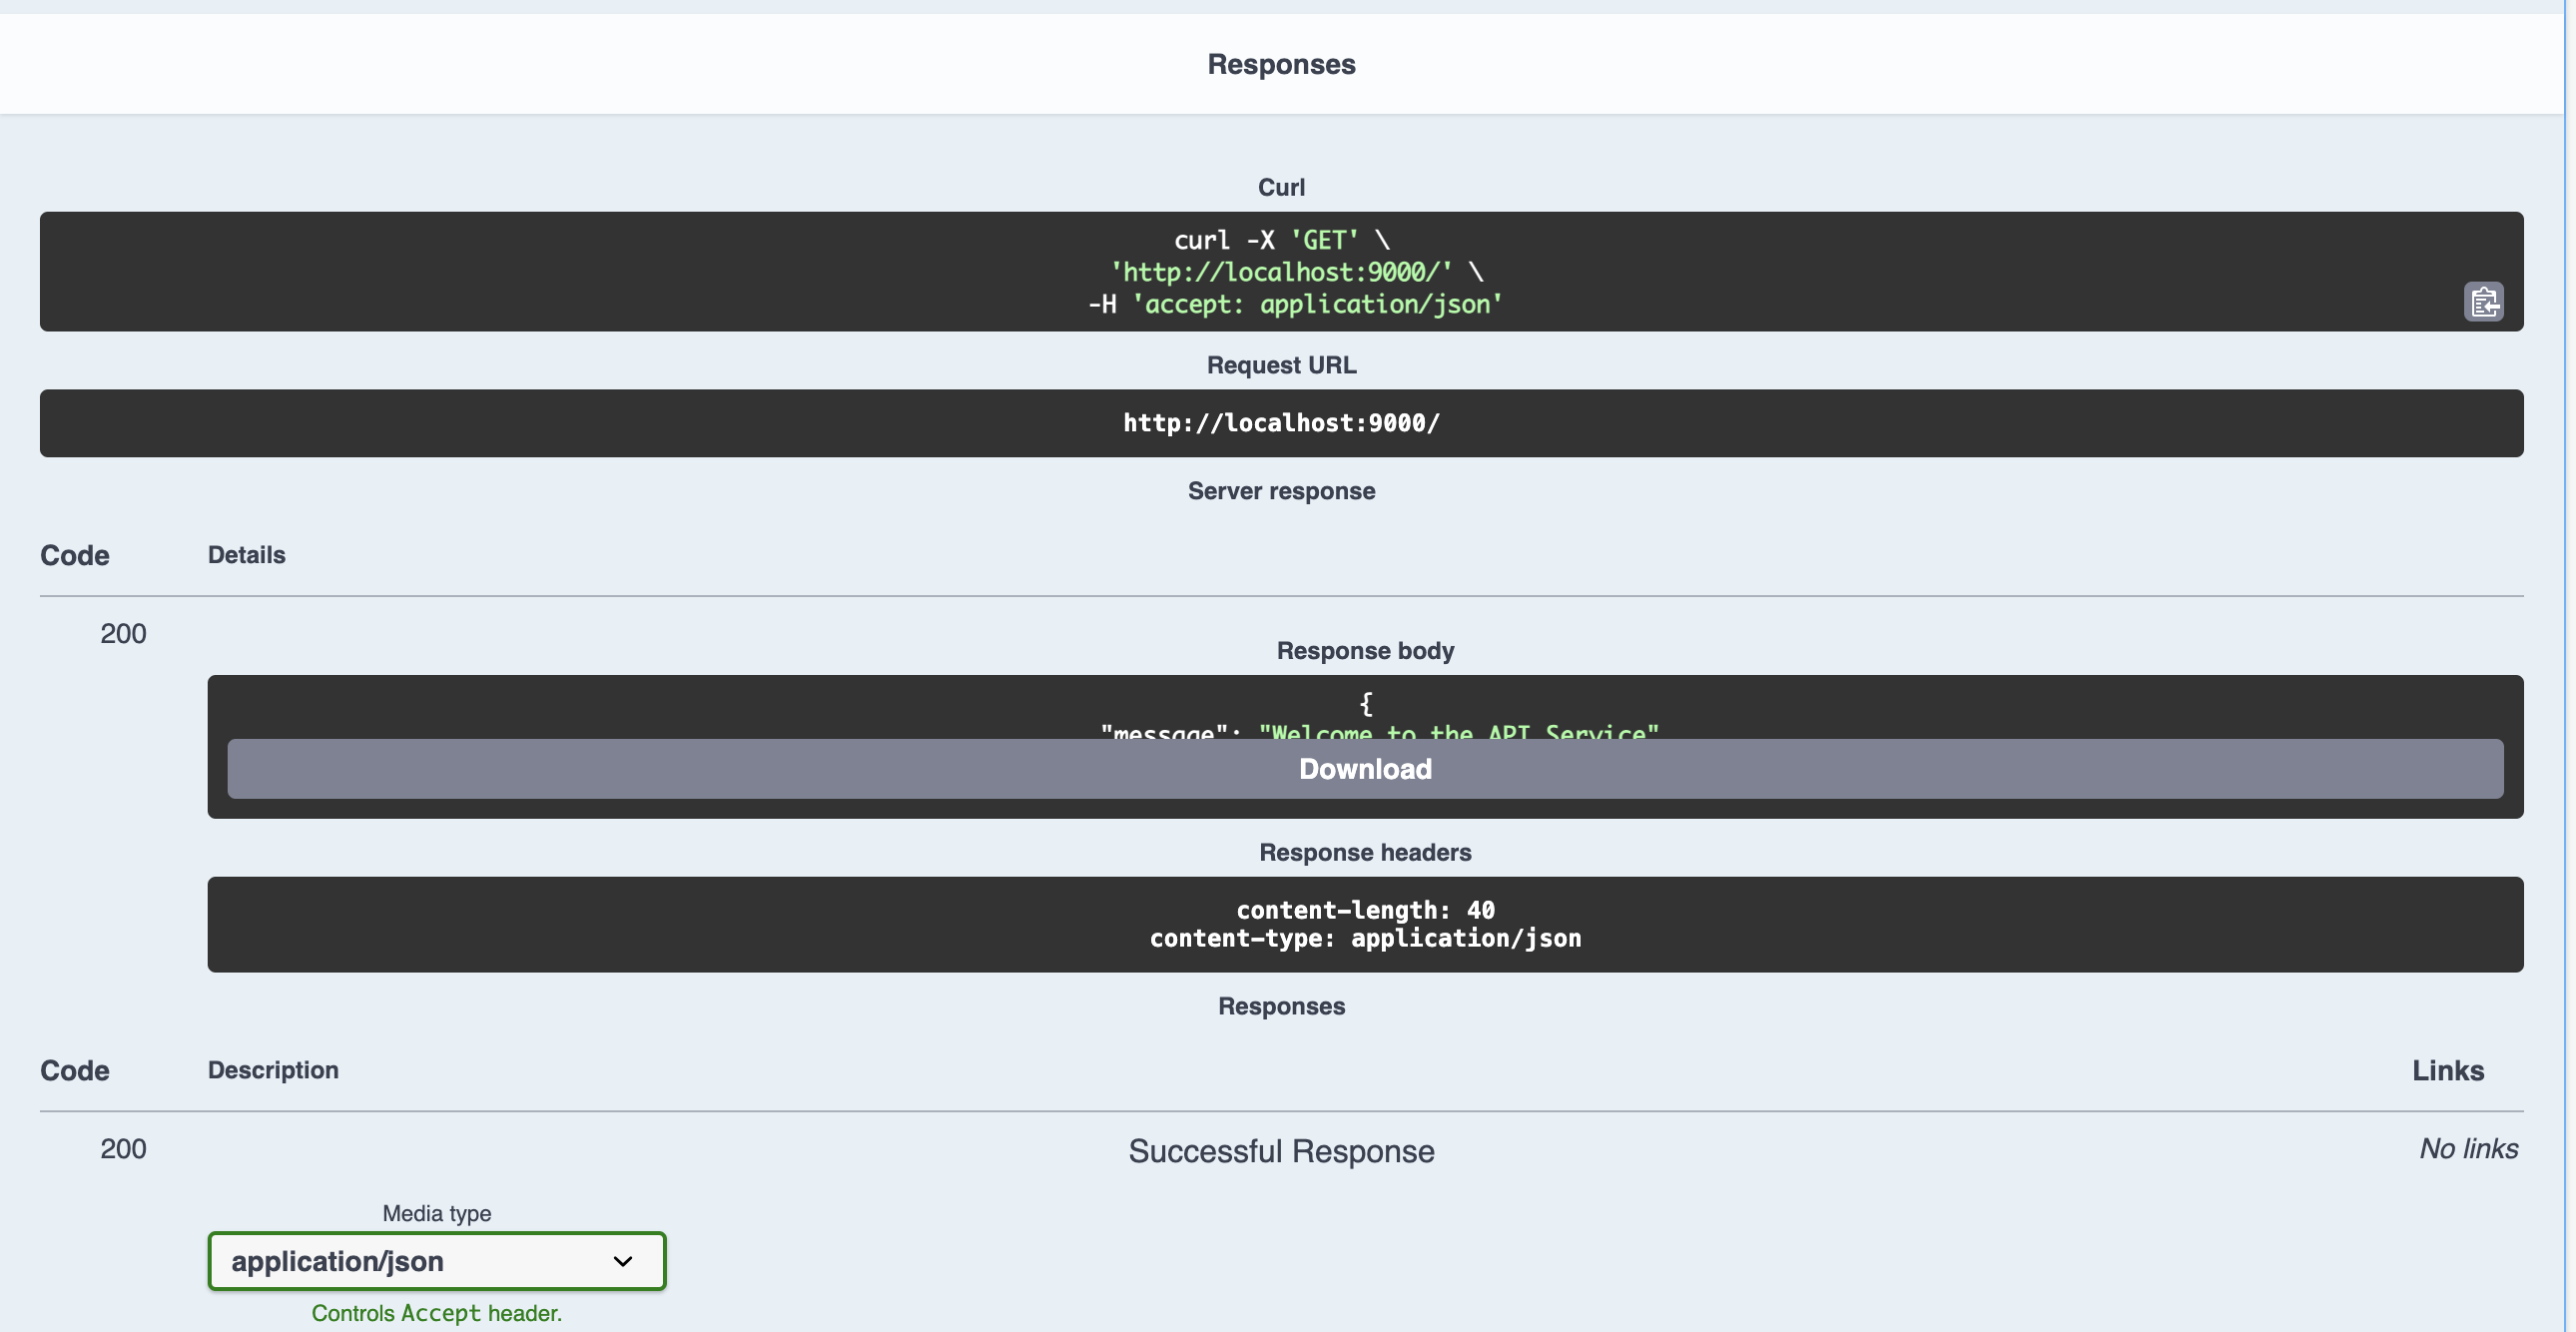 Responses
Curl
curl -X 'GET' \
'http://localhost:9000/' \
-H 'accept: application/json'
Request URL
http://localhost:9000/
Server response
Code Details
200
Response body
{
"message": "Welcome to the API Service"
Download
Response headers
content-length: 40
content-type: application/json
Responses
Code Description Links
200 Successful Response No links
Media type
application/json
Controls Accept header.